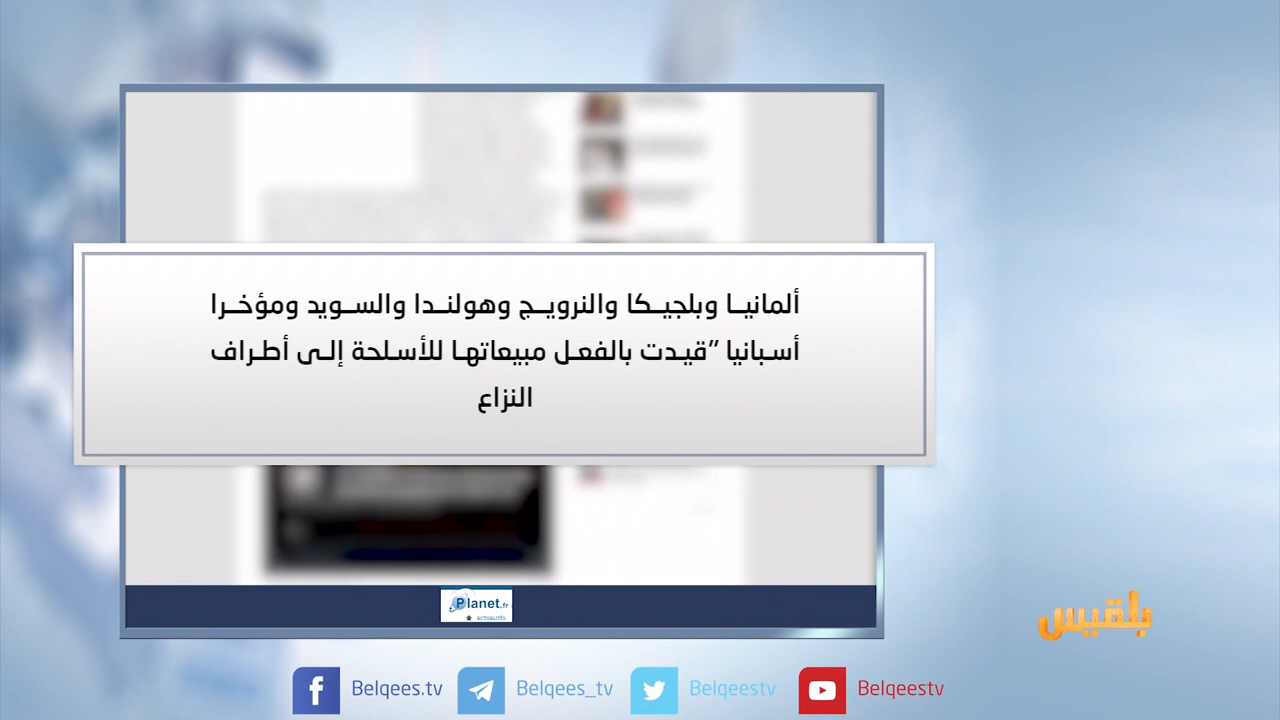 ألمانيا وبلجيكا والنرويج وهولندا والسويد ومؤخرا
أسبانيا "قيدت بالفعل مبيعاتها للأسلحة إلى أطراف
النزاع
Planet.fr
ACTUALITÉS
بلقيس
Belqees.tv
Belqees_tv
Belqeestv
Belqeestv